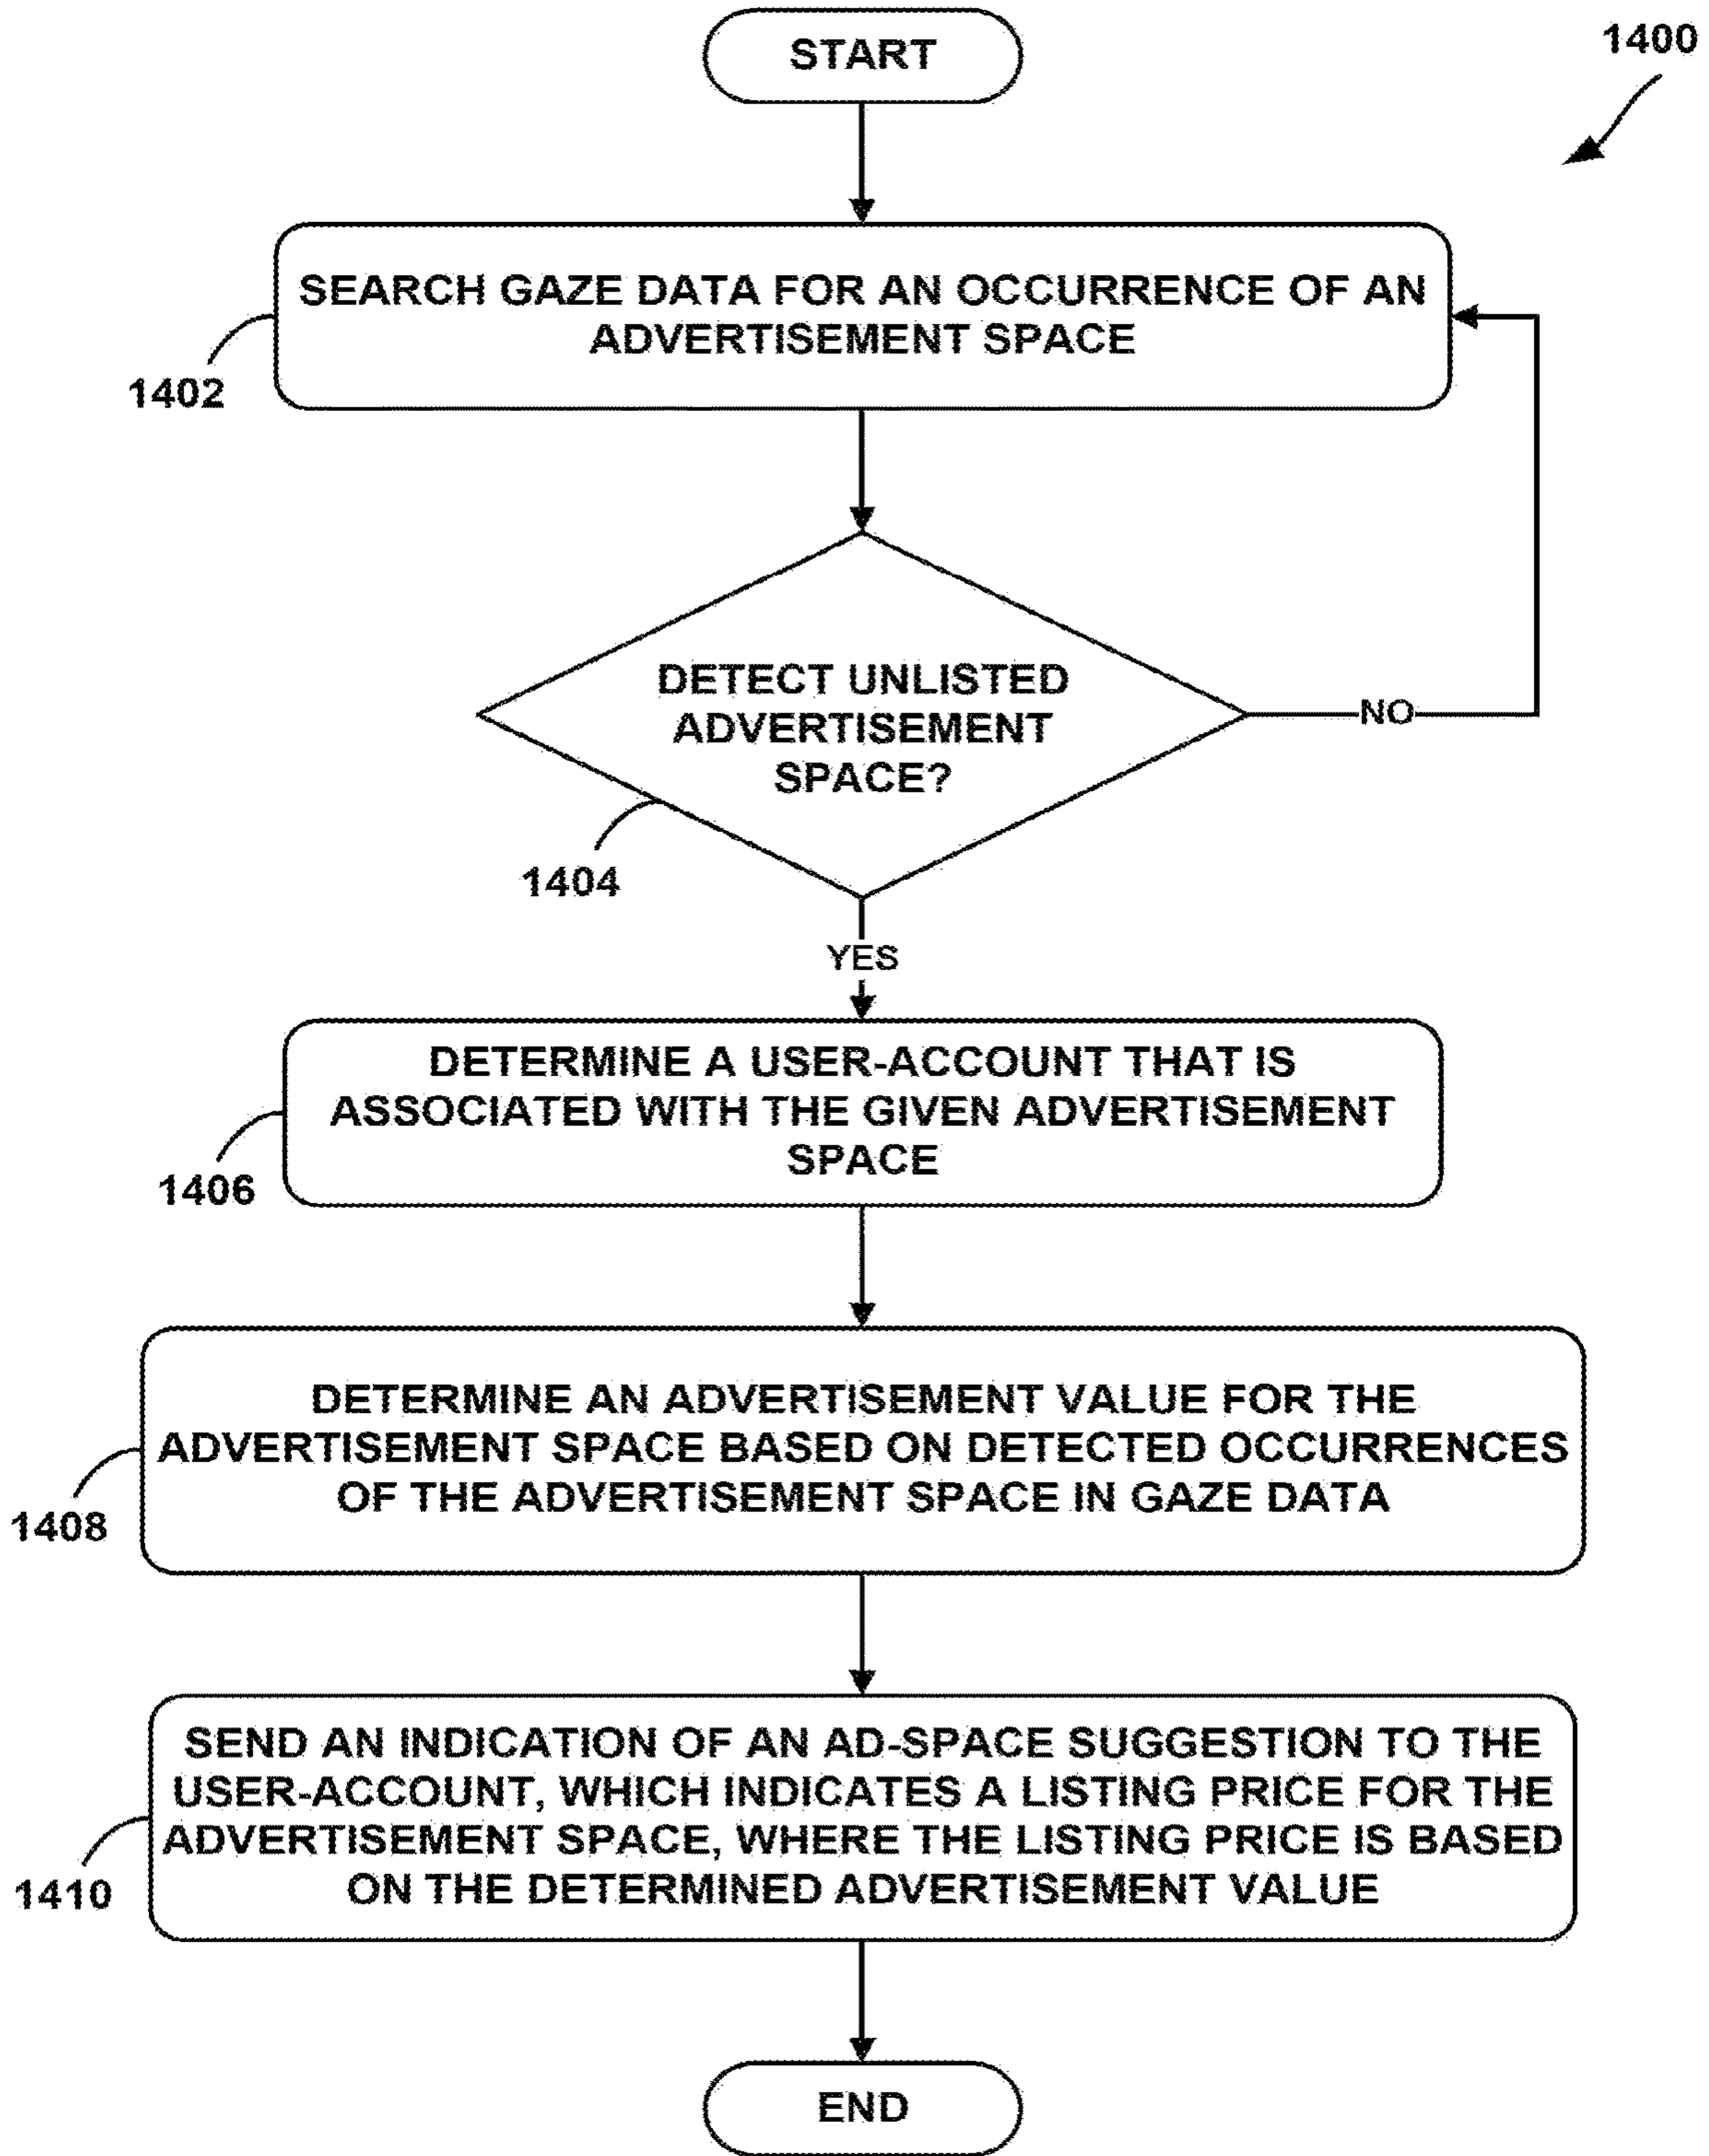 START
1400
SEARCH GAZE DATA FOR AN OCCURRENCE OF AN
ADVERTISEMENT SPACE
1402
DETECT UNLISTED
ADVERTISEMENT
SPACE?
NO
1404
YES
DETERMINE A USER-ACCOUNT THAT IS
ASSOCIATED WITH THE GIVEN ADVERTISEMENT
SPACE
1406
DETERMINE AN ADVERTISEMENT VALUE FOR THE
ADVERTISEMENT SPACE BASED ON DETECTED OCCURRENCES
OF THE ADVERTISEMENT SPACE IN GAZE DATA
1408
SEND AN INDICATION OF AN AD-SPACE SUGGESTION TO THE
USER-ACCOUNT, WHICH INDICATES A LISTING PRICE FOR THE
ADVERTISEMENT SPACE, WHERE THE LISTING PRICE IS BASED
ON THE DETERMINED ADVERTISEMENT VALUE
1410
END